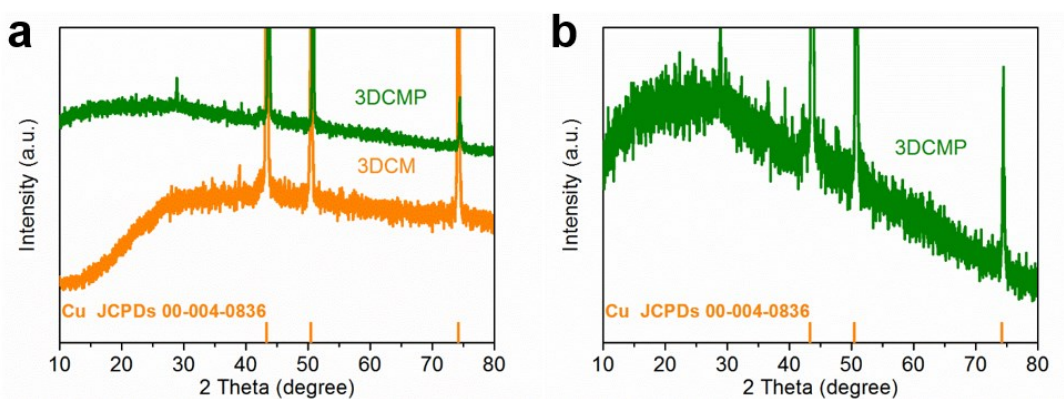 a
3DCMP
3DCM
Intensity (a.u.)
Cu JCPDs 00-004-0836
10 20 30 40 50 60 70 80
2 Theta (degree)
b
3DCMP
Intensity (a.u.)
Cu JCPDs 00-004-0836
10 20 30 40 50 60 70 80
2 Theta (degree)